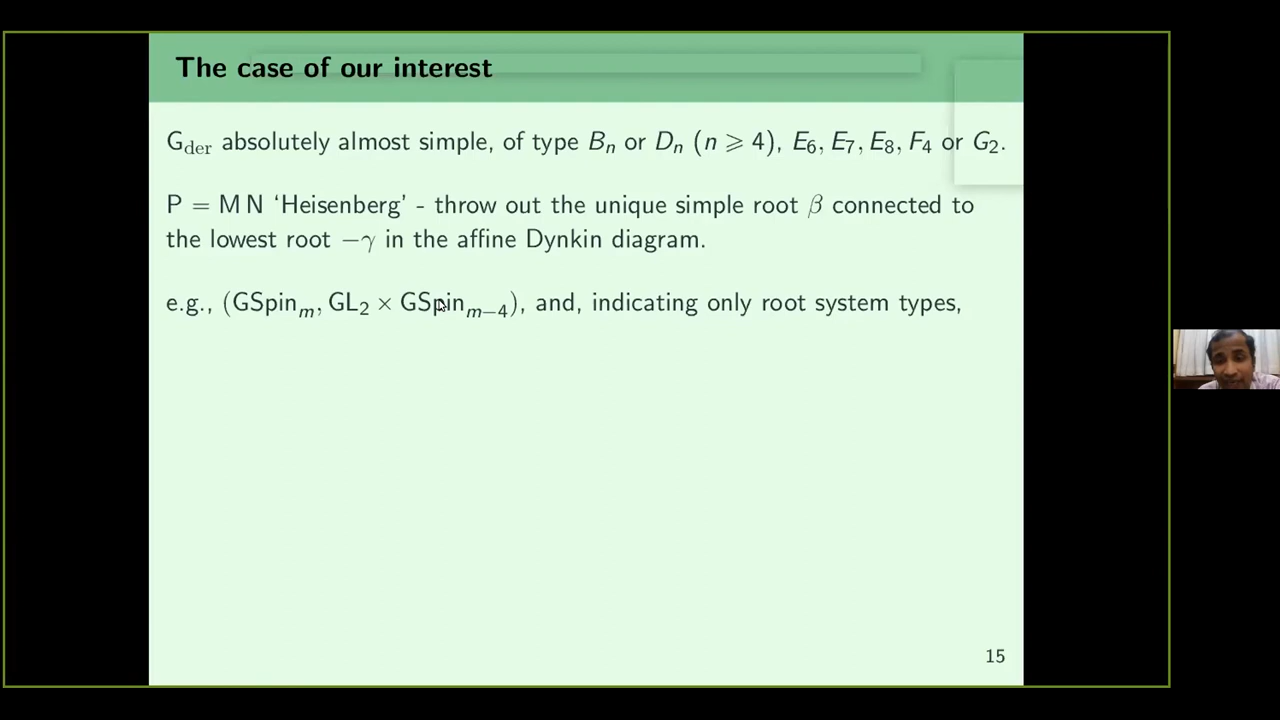 The case of our interest
G_der absolutely almost simple, of type B_n or D_n (n ⩾ 4), E_6, E_7, E_8, F_4 or G_2.
P = M N ‘Heisenberg’ - throw out the unique simple root β connected to
the lowest root −γ in the affine Dynkin diagram.
e.g., (GSpin_m, GL_2 × GSpin_{m−4}), and, indicating only root system types,
15